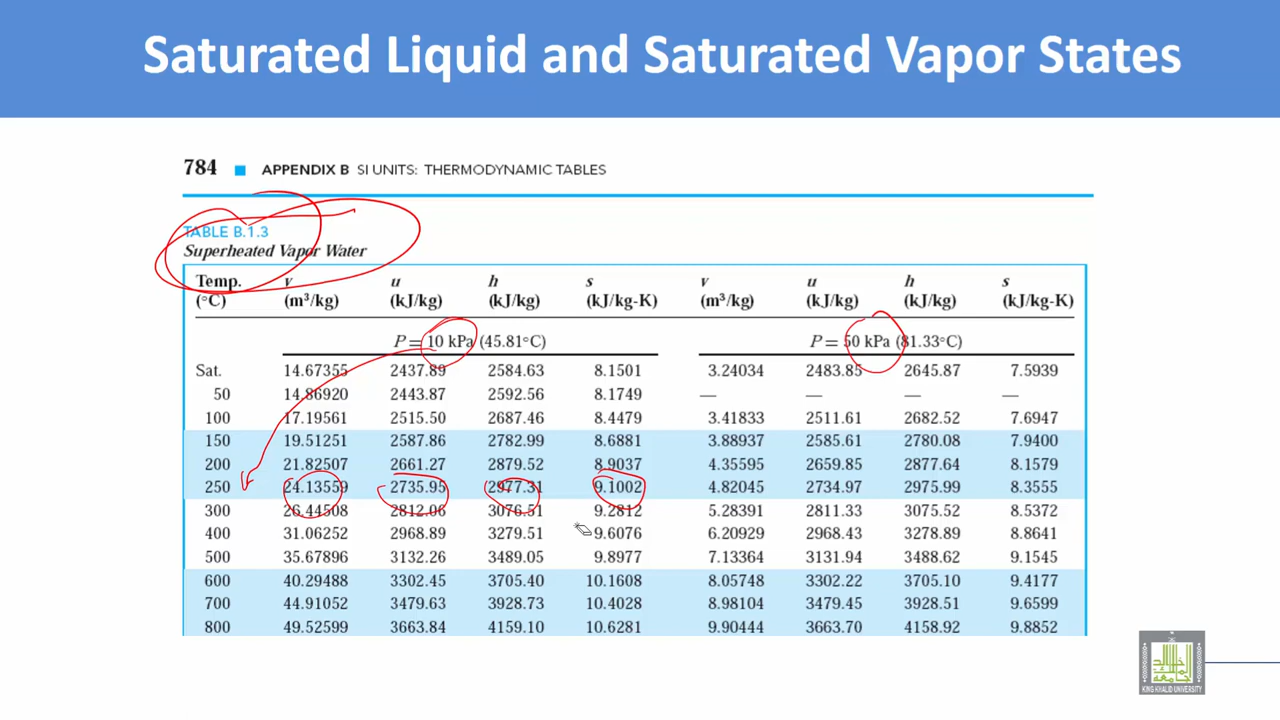 Saturated Liquid and Saturated Vapor States
784 ■ APPENDIX B SI UNITS: THERMODYNAMIC TABLES
TABLE B.1.3
Superheated Vapor Water
Temp. v u h s v u h s
(°C) (m³/kg) (kJ/kg) (kJ/kg) (kJ/kg-K) (m³/kg) (kJ/kg) (kJ/kg) (kJ/kg-K)
P = 10 kPa (45.81°C) P = 50 kPa (81.33°C)
Sat. 14.67355 2437.89 2584.63 8.1501 3.24034 2483.85 2645.87 7.5939
50 14.86920 2443.87 2592.56 8.1749 — — — —
100 17.19561 2515.50 2687.46 8.4479 3.41833 2511.61 2682.52 7.6947
150 19.51251 2587.86 2782.99 8.6881 3.88937 2585.61 2780.08 7.9400
200 21.82507 2661.27 2879.52 8.9037 4.35595 2659.85 2877.64 8.1579
250 24.13559 2735.95 2977.31 9.1002 4.82045 2734.97 2975.99 8.3555
300 26.44508 2812.06 3076.51 9.2812 5.28391 2811.33 3075.52 8.5372
400 31.06252 2968.89 3279.51 9.6076 6.20929 2968.43 3278.89 8.8641
500 35.67896 3132.26 3489.05 9.8977 7.13364 3131.94 3488.62 9.1545
600 40.29488 3302.45 3705.40 10.1608 8.05748 3302.22 3705.10 9.4177
700 44.91052 3479.63 3928.73 10.4028 8.98104 3479.45 3928.51 9.6599
800 49.52599 3663.84 4159.10 10.6281 9.90444 3663.70 4158.92 9.8852
KING KHALID UNIVERSITY